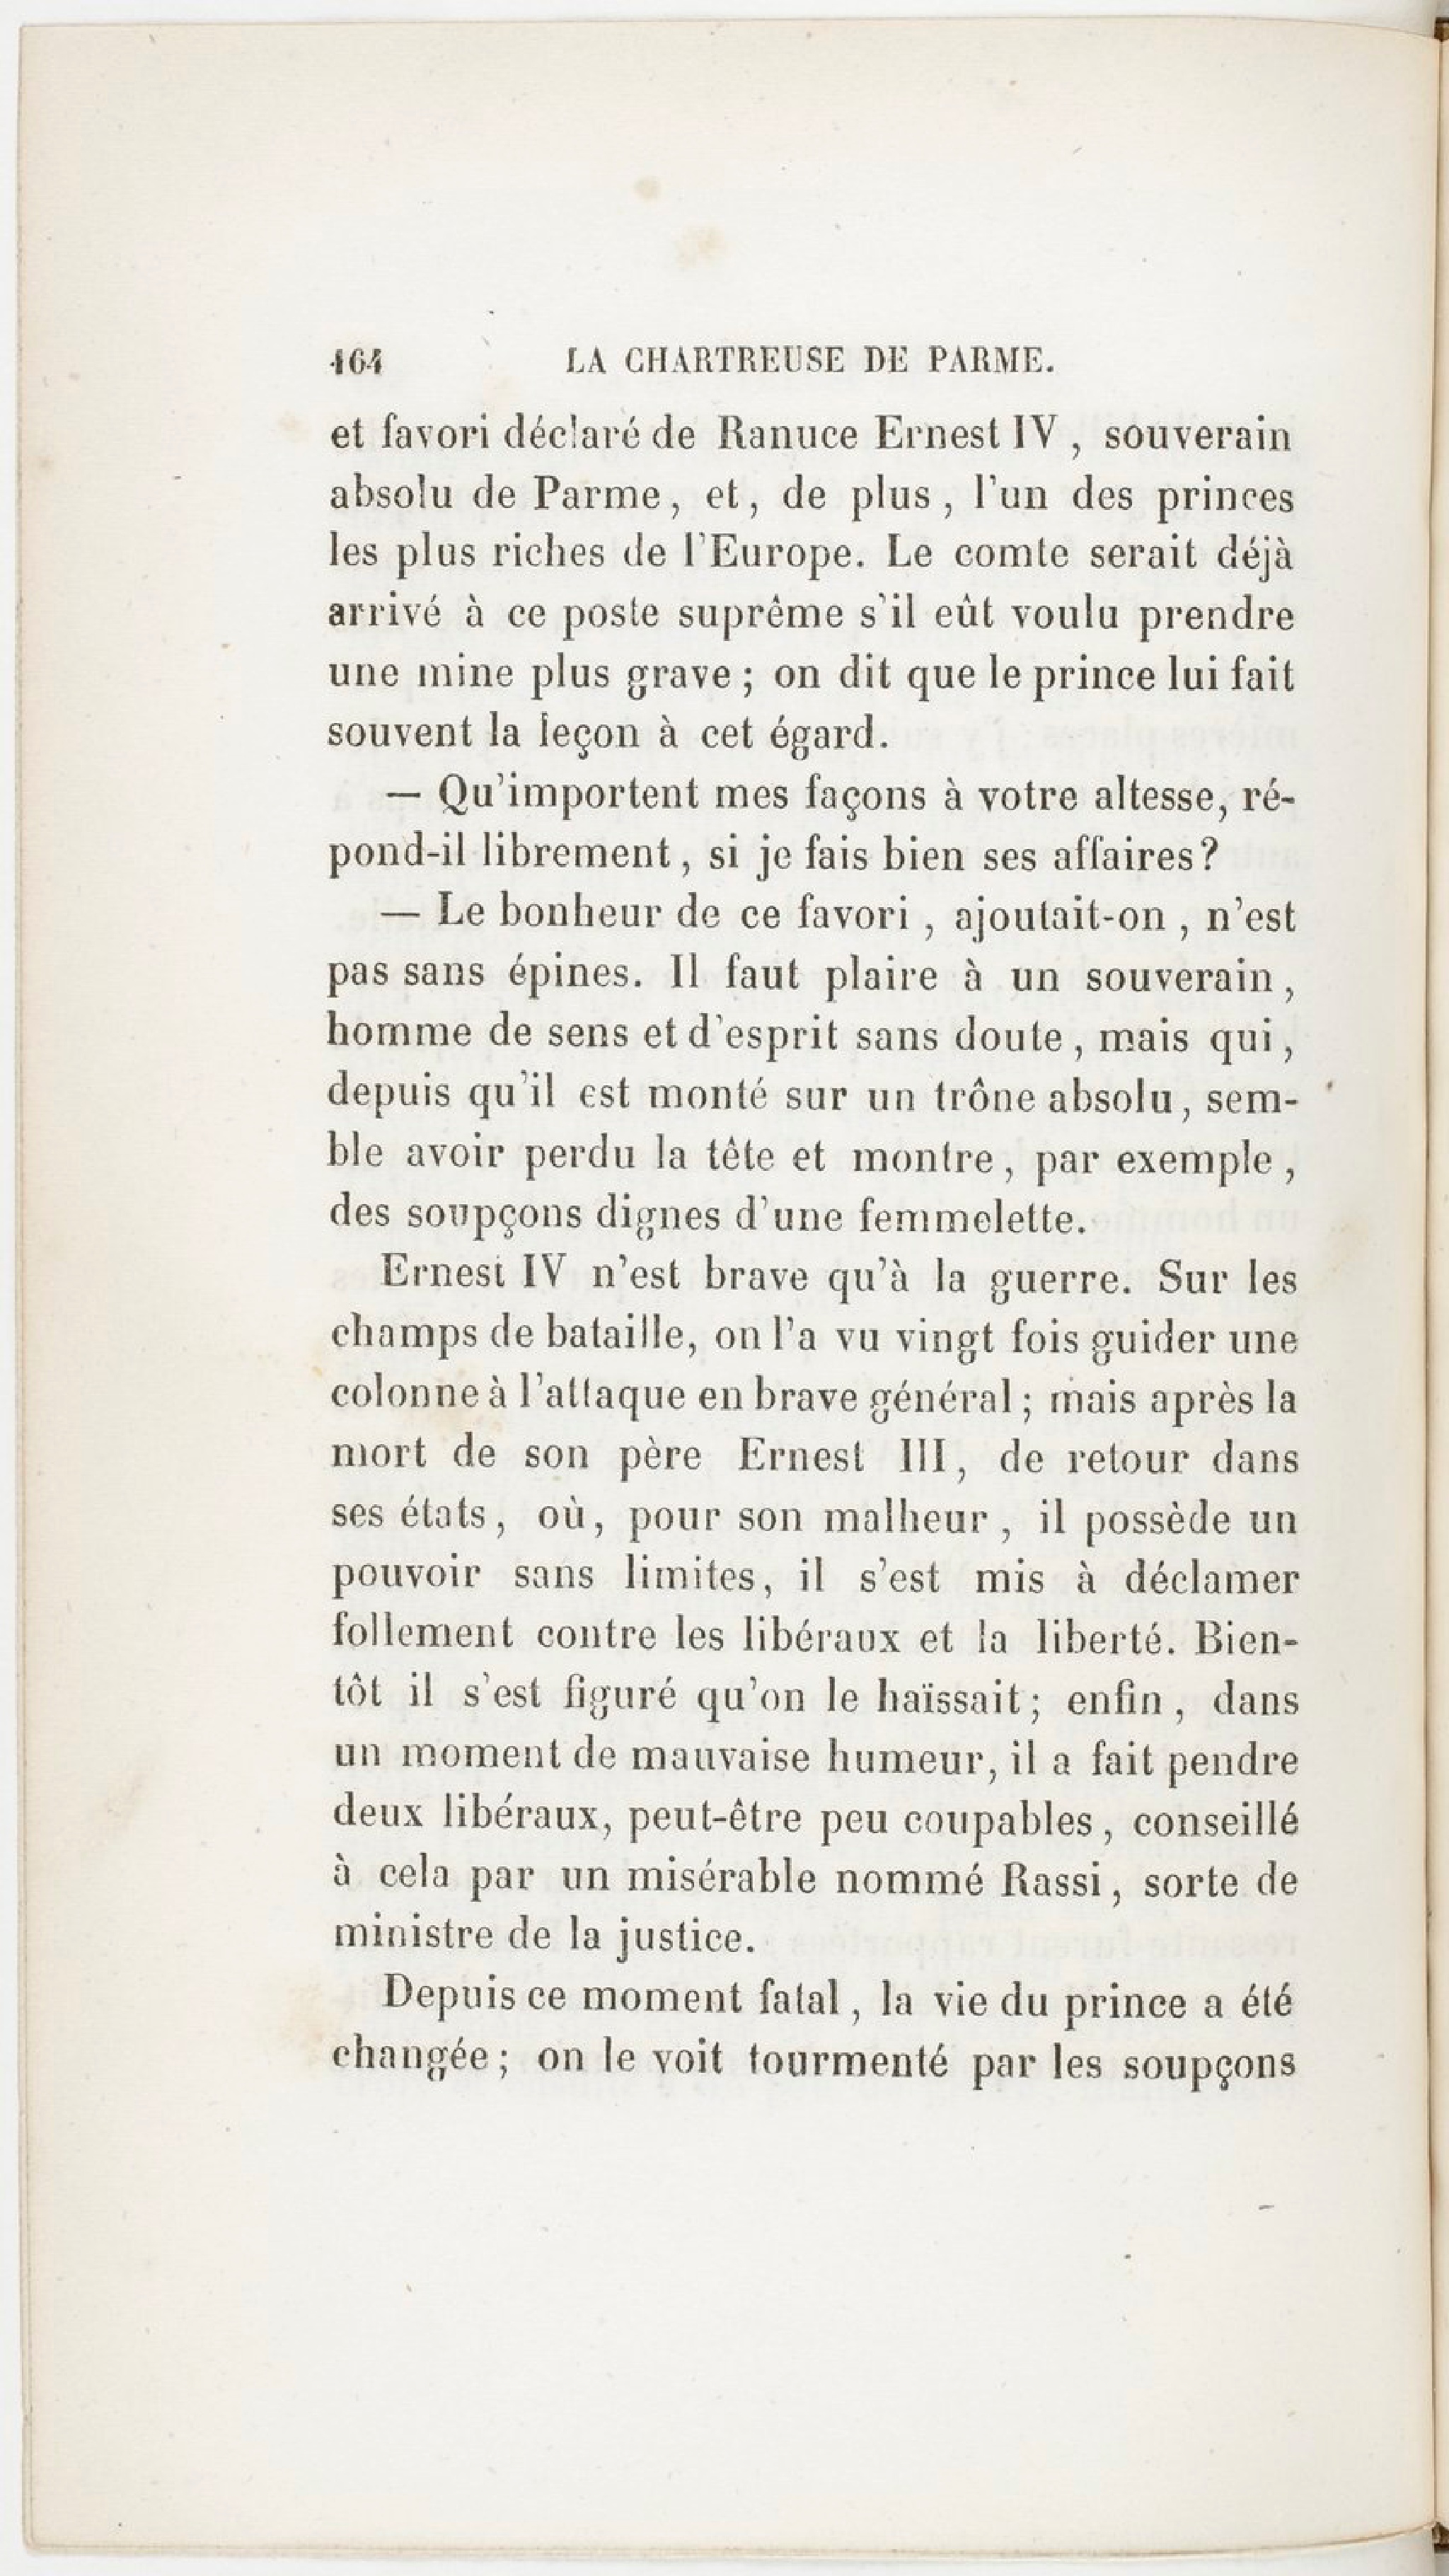 164 LA CHARTREUSE DE PARME.
et favori déclaré de Ranuce Ernest IV , souverain
absolu de Parme, et, de plus , l'un des princes
les plus riches de l'Europe. Le comte serait déjà
arrivé à ce poste suprême s'il eût voulu prendre
une mine plus grave ; on dit que le prince lui fait
souvent la leçon à cet égard.
— Qu'importent mes façons à votre altesse, ré-
pond-il librement, si je fais bien ses affaires?
— Le bonheur de ce favori , ajoutait-on , n'est
pas sans épines. Il faut plaire à un souverain,
homme de sens et d'esprit sans doute, mais qui,
depuis qu'il est monté sur un trône absolu, sem-
ble avoir perdu la tête et montre, par exemple,
des soupçons dignes d'une femmelette.
Ernest IV n'est brave qu'à la guerre. Sur les
champs de bataille, on l'a vu vingt fois guider une
colonne à l'attaque en brave général ; mais après la
mort de son père Ernest III, de retour dans
ses états, où, pour son malheur, il possède un
pouvoir sans limites, il s'est mis à déclamer
follement contre les libéraux et la liberté. Bien-
tôt il s'est figuré qu'on le haïssait; enfin, dans
un moment de mauvaise humeur, il a fait pendre
deux libéraux, peut-être peu coupables, conseillé
à cela par un misérable nommé Rassi, sorte de
ministre de la justice.
Depuis ce moment fatal, la vie du prince a été
changée; on le voit tourmenté par les soupçons